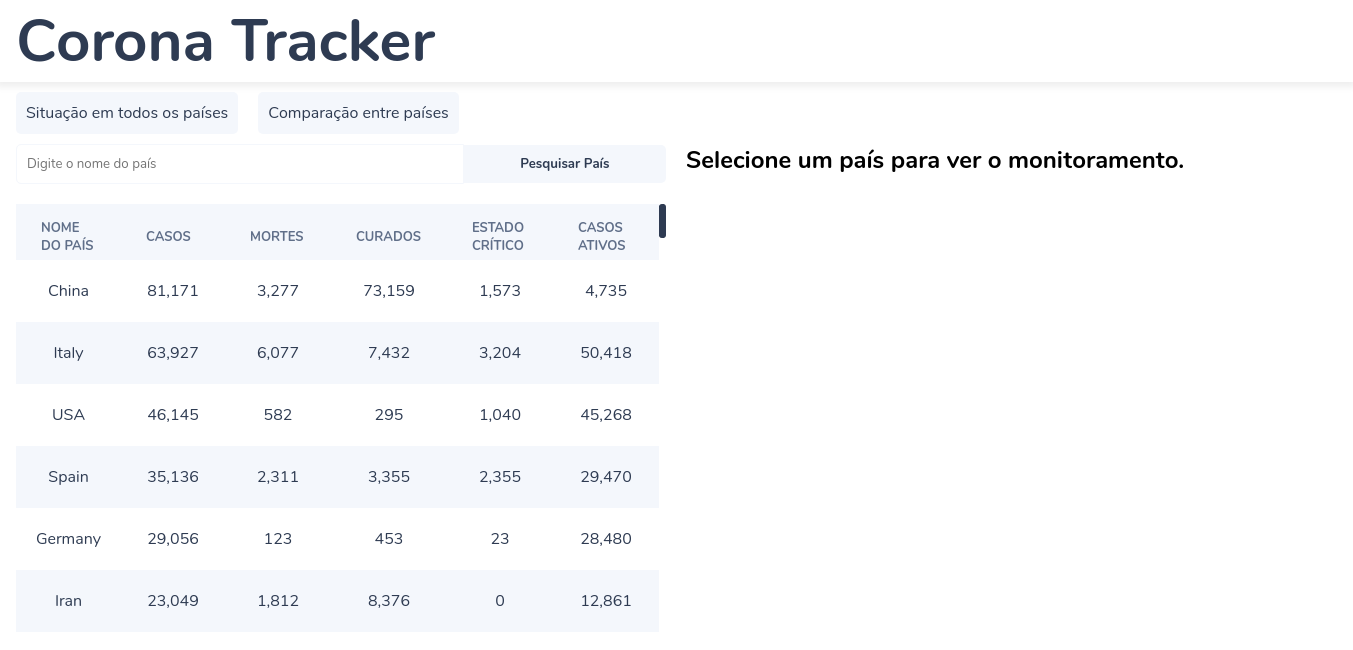 Corona Tracker
Situação em todos os países Comparação entre países
Digite o nome do país Pesquisar País
Selecione um país para ver o monitoramento.
NOME DO PAÍS CASOS MORTES CURADOS ESTADO CRÍTICO CASOS ATIVOS
China 81,171 3,277 73,159 1,573 4,735
Italy 63,927 6,077 7,432 3,204 50,418
USA 46,145 582 295 1,040 45,268
Spain 35,136 2,311 3,355 2,355 29,470
Germany 29,056 123 453 23 28,480
Iran 23,049 1,812 8,376 0 12,861